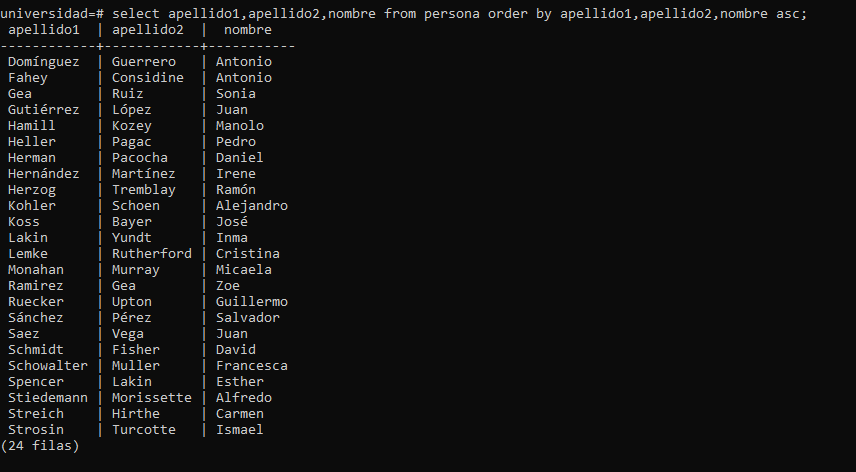 universidad=# select apellido1,apellido2,nombre from persona order by apellido1,apellido2,nombre asc;
 apellido1  | apellido2  |  nombre
------------+------------+-----------
 Domínguez  | Guerrero   | Antonio
 Fahey      | Considine  | Antonio
 Gea        | Ruiz       | Sonia
 Gutiérrez  | López      | Juan
 Hamill     | Kozey      | Manolo
 Heller     | Pagac      | Pedro
 Herman     | Pacocha    | Daniel
 Hernández  | Martínez   | Irene
 Herzog     | Tremblay   | Ramón
 Kohler     | Schoen     | Alejandro
 Koss       | Bayer      | José
 Lakin      | Yundt      | Inma
 Lemke      | Rutherford | Cristina
 Monahan    | Murray     | Micaela
 Ramirez    | Gea        | Zoe
 Ruecker    | Upton      | Guillermo
 Sánchez    | Pérez      | Salvador
 Saez       | Vega       | Juan
 Schmidt    | Fisher     | David
 Schowalter | Muller     | Francesca
 Spencer    | Lakin      | Esther
 Stiedemann | Morissette | Alfredo
 Streich    | Hirthe     | Carmen
 Strosin    | Turcotte   | Ismael
(24 filas)